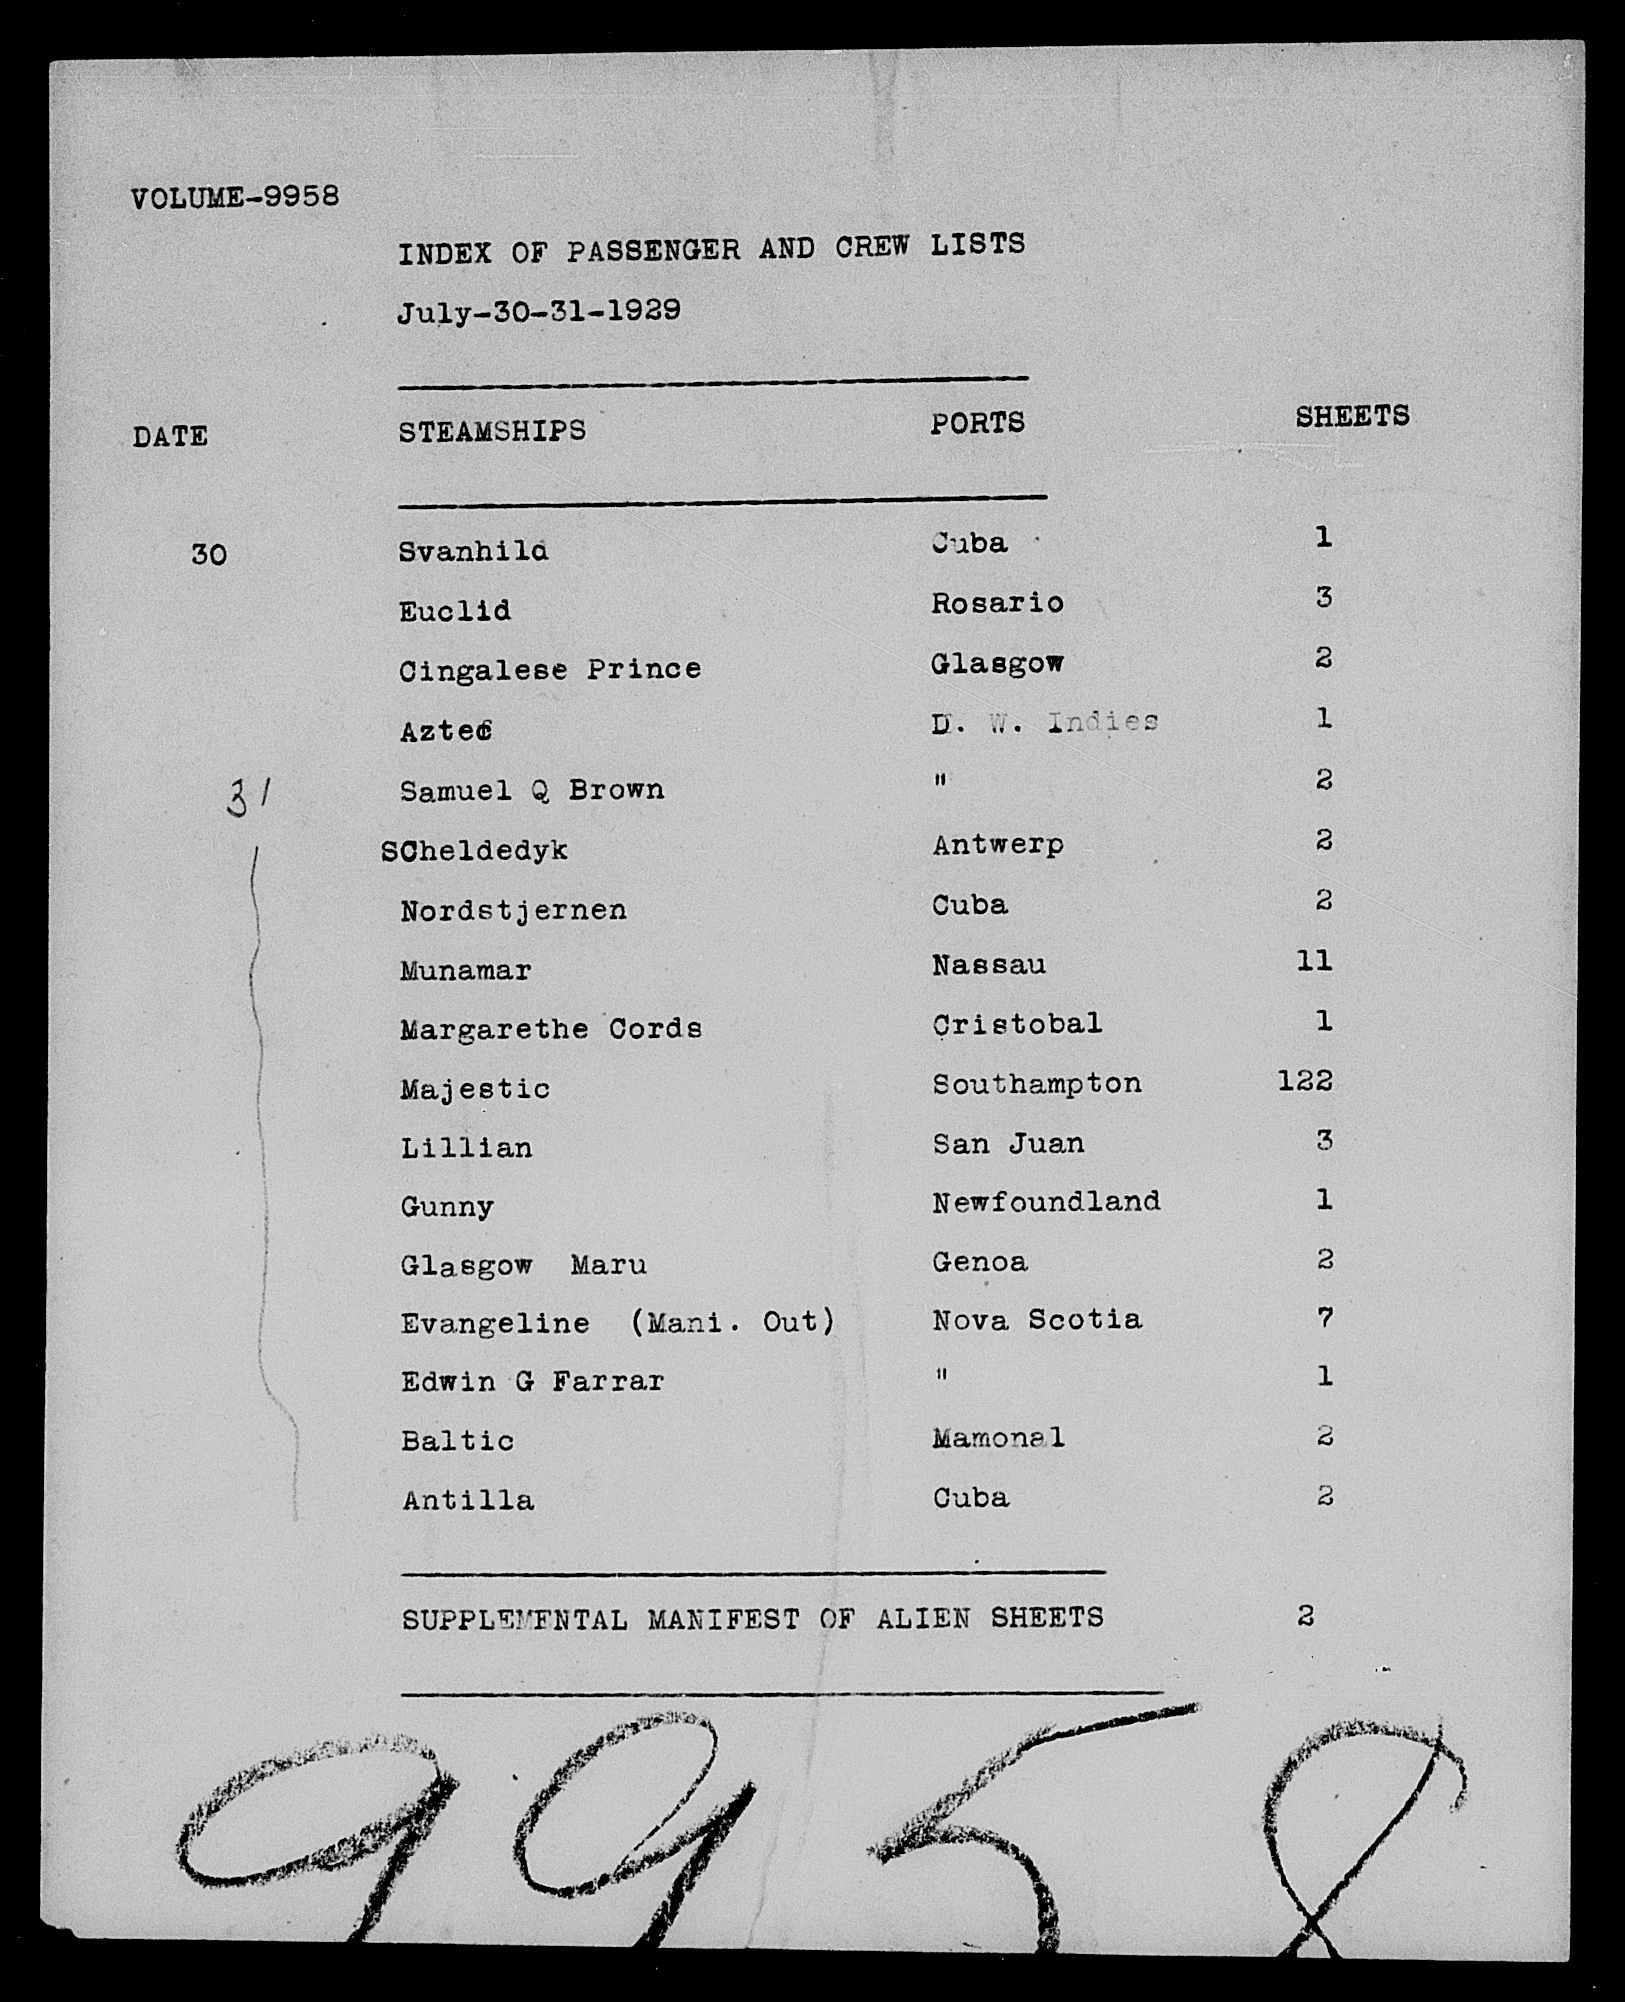 VOLUME-9958
INDEX OF PASSENGER AND CREW LISTS
July-30-31-1929
DATE STEAMSHIPS PORTS SHEETS
30 Svanhild Cuba 1
Euclid Rosario 3
Cingalese Prince Glasgow 2
Aztec D. W. Indies 1
31 Samuel Q Brown " 2
SCheldedyk Antwerp 2
Nordstjernen Cuba 2
Munamar Nassau 11
Margarethe Cords Cristobal 1
Majestic Southampton 122
Lillian San Juan 3
Gunny Newfoundland 1
Glasgow Maru Genoa 2
Evangeline (Mani. Out) Nova Scotia 7
Edwin G Farrar " 1
Baltic Mamonal 2
Antilla Cuba 2
SUPPLEMENTAL MANIFEST OF ALIEN SHEETS 2
9958